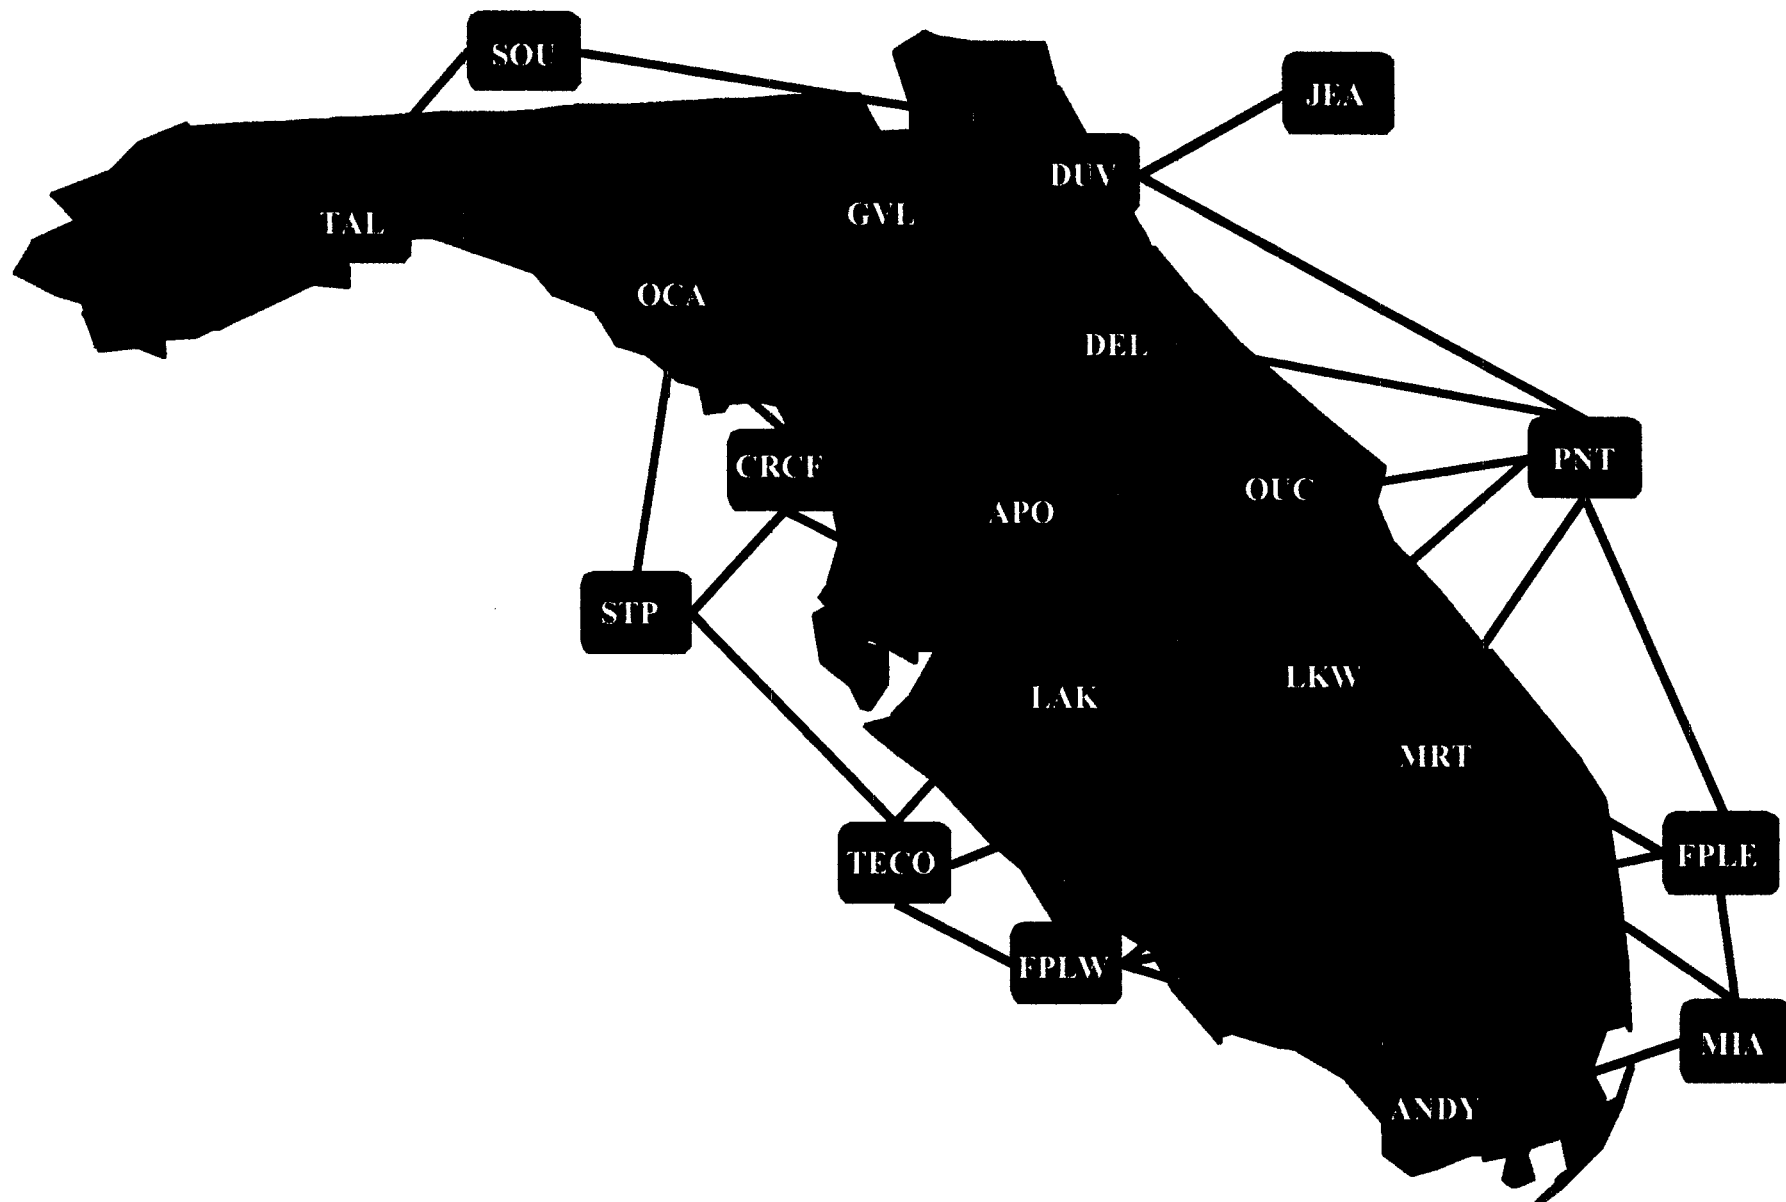 SOU
JEA
DUV
GVL
TAL
OCA
DEL
CRCF
PNT
OUC
APO
STP
LKW
LAK
MRT
TECO
FPLE
FPLW
MIA
ANDY